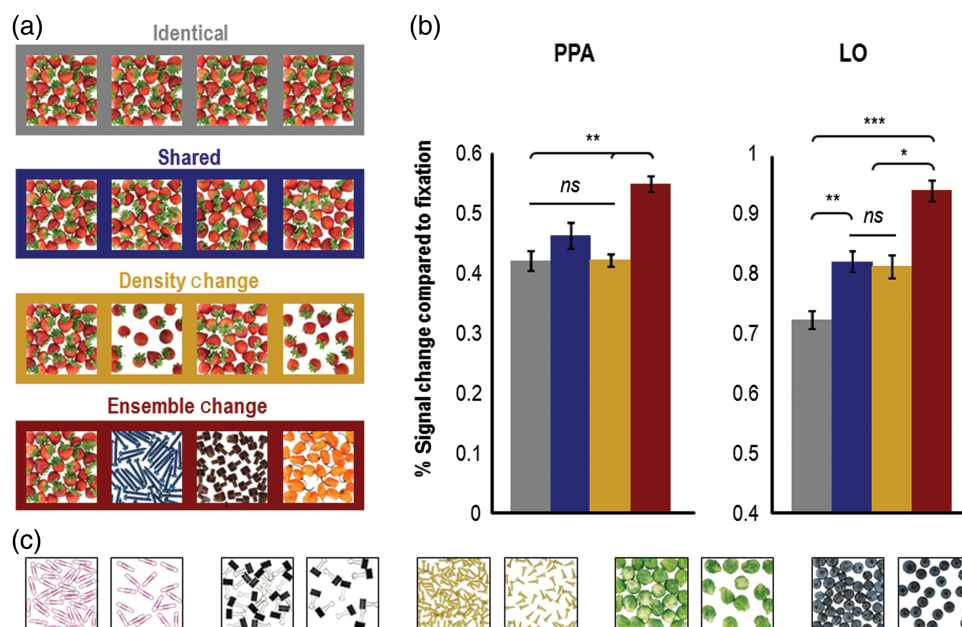 (a)
Identical
Shared
Density change
Ensemble change
(b)
PPA
LO
% Signal change compared to fixation
0.6
0.5
0.4
0.3
0.2
0.1
0
**
ns
1
0.9
0.8
0.7
0.6
0.5
0.4
***
*
**
ns
(c)